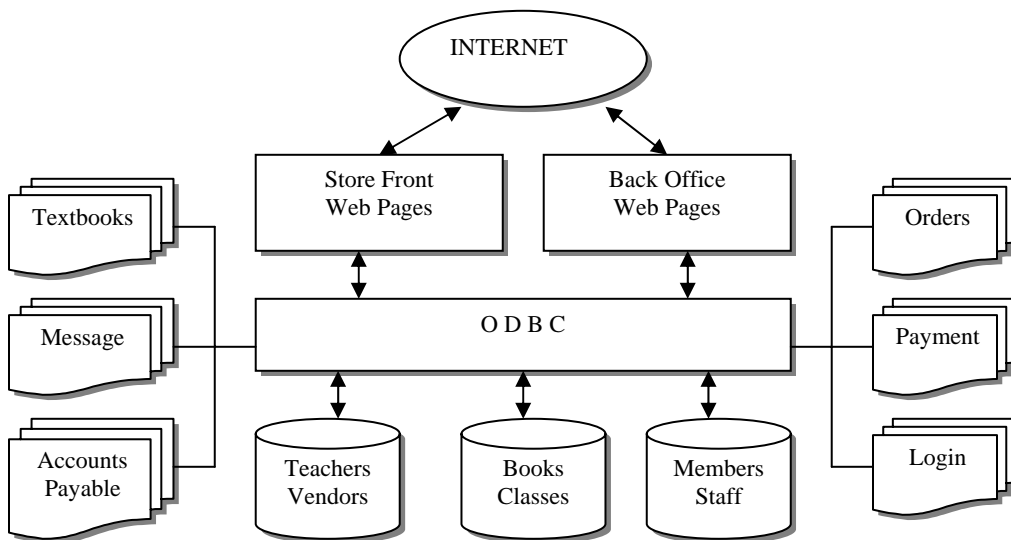 INTERNET
Store Front
Web Pages
Back Office
Web Pages
Textbooks
Orders
O D B C
Message
Payment
Accounts
Payable
Teachers
Vendors
Books
Classes
Members
Staff
Login